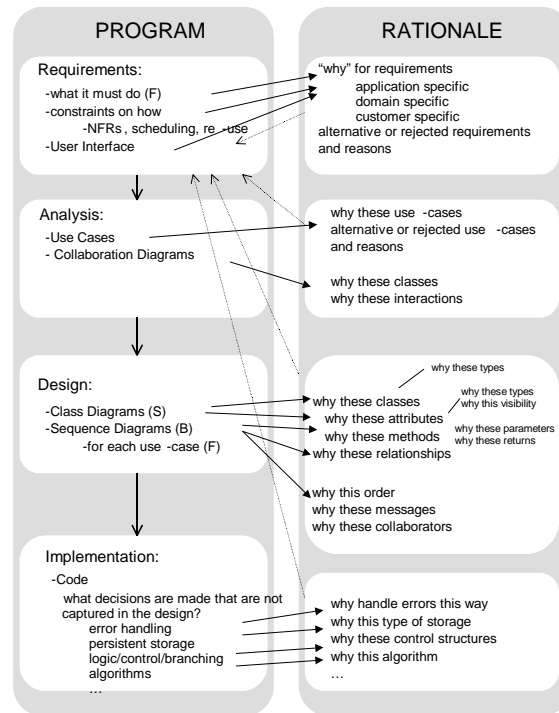 PROGRAM
Requirements:
-what it must do (F)
-constraints on how
-NFRs , scheduling, re -use
-User Interface
Analysis:
-Use Cases
- Collaboration Diagrams
Design:
-Class Diagrams (S)
-Sequence Diagrams (B)
-for each use -case (F)
Implementation:
-Code
what decisions are made that are not
captured in the design?
error handling
persistent storage
logic/control/branching
algorithms
…
RATIONALE
“why” for requirements
application specific
domain specific
customer specific
alternative or rejected requirements
and reasons
why these use -cases
alternative or rejected use -cases
and reasons
why these classes
why these interactions
why these types
why these classes
why these types
why these attributes
why this visibility
why these methods
why these parameters
why these returns
why these relationships
why this order
why these messages
why these collaborators
why handle errors this way
why this type of storage
why these control structures
why this algorithm
…